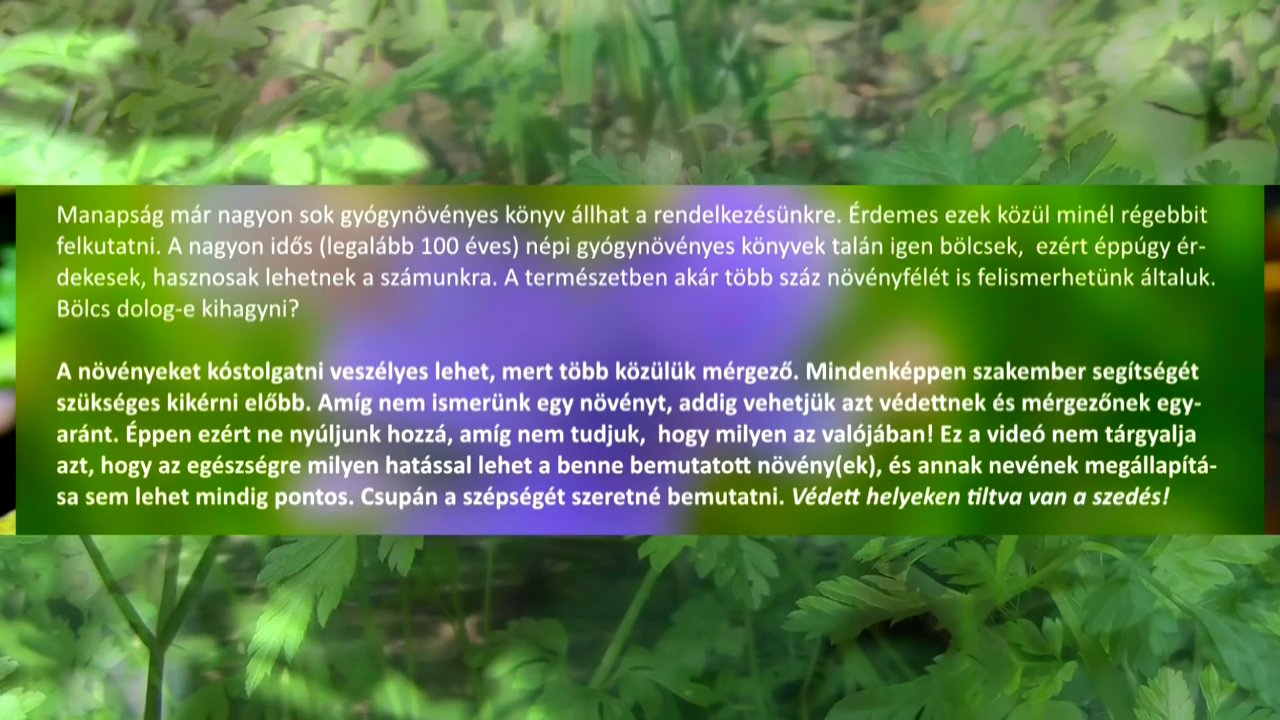 Manapság már nagyon sok gyógynövényes könyv állhat a rendelkezésünkre. Érdemes ezek közül minél régebbit
felkutatni. A nagyon idős (legalább 100 éves) népi gyógynövényes könyvek talán igen bölcsek,  ezért éppúgy ér-
dekesek, hasznosak lehetnek a számunkra. A természetben akár több száz növényfélét is felismerhetünk általuk.
Bölcs dolog-e kihagyni?
A növényeket kóstolgatni veszélyes lehet, mert több közülük mérgező. Mindenképpen szakember segítségét
szükséges kikérni előbb. Amíg nem ismerünk egy növényt, addig vehetjük azt védettnek és mérgezőnek egy-
aránt. Éppen ezért ne nyúljunk hozzá, amíg nem tudjuk,  hogy milyen az valójában! Ez a videó nem tárgyalja
azt, hogy az egészségre milyen hatással lehet a benne bemutatott növény(ek), és annak nevének megállapítá-
sa sem lehet mindig pontos. Csupán a szépségét szeretné bemutatni. Védett helyeken tiltva van a szedés!